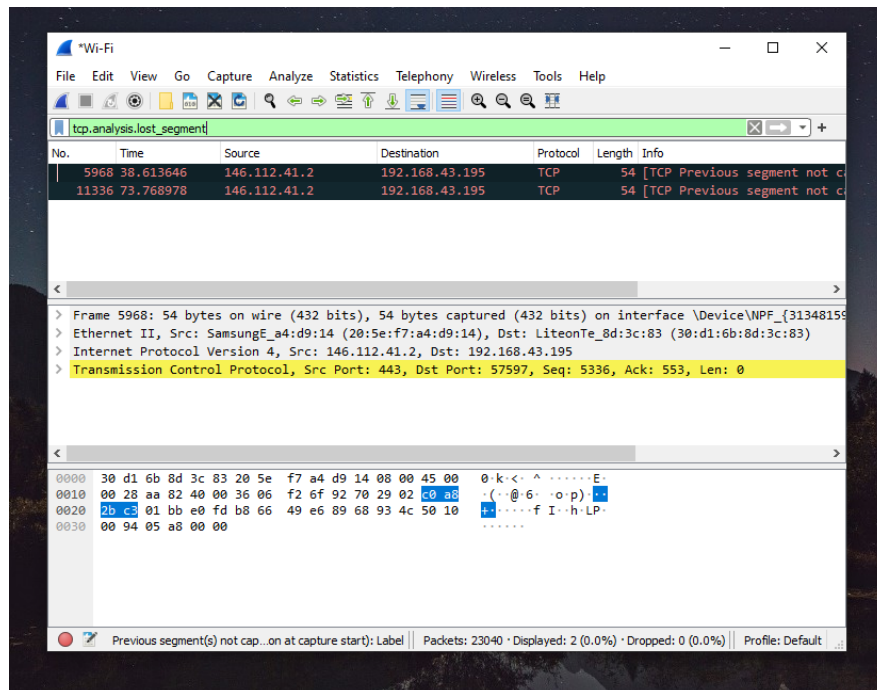 *Wi-Fi
File Edit View Go Capture Analyze Statistics Telephony Wireless Tools Help
tcp.analysis.lost_segment
No. Time Source Destination Protocol Length Info
5968 38.613646 146.112.41.2 192.168.43.195 TCP 54 [TCP Previous segment not c
11336 73.768978 146.112.41.2 192.168.43.195 TCP 54 [TCP Previous segment not c
> Frame 5968: 54 bytes on wire (432 bits), 54 bytes captured (432 bits) on interface \Device\NPF_{31348159
> Ethernet II, Src: SamsungE_a4:d9:14 (20:5e:f7:a4:d9:14), Dst: LiteonTe_8d:3c:83 (30:d1:6b:8d:3c:83)
> Internet Protocol Version 4, Src: 146.112.41.2, Dst: 192.168.43.195
> Transmission Control Protocol, Src Port: 443, Dst Port: 57597, Seq: 5336, Ack: 553, Len: 0
0000 30 d1 6b 8d 3c 83 20 5e f7 a4 d9 14 08 00 45 00 0·k·<· ^ ······E·
0010 00 28 aa 82 40 00 36 06 f2 6f 92 70 29 02 c0 a8 ·(··@·6· ·o·p)···
0020 2b c3 01 bb e0 fd b8 66 49 e6 89 68 93 4c 50 10 +······f I··h·LP·
0030 00 94 05 a8 00 00 ······
Previous segment(s) not cap...on at capture start): Label Packets: 23040 · Displayed: 2 (0.0%) · Dropped: 0 (0.0%) Profile: Default